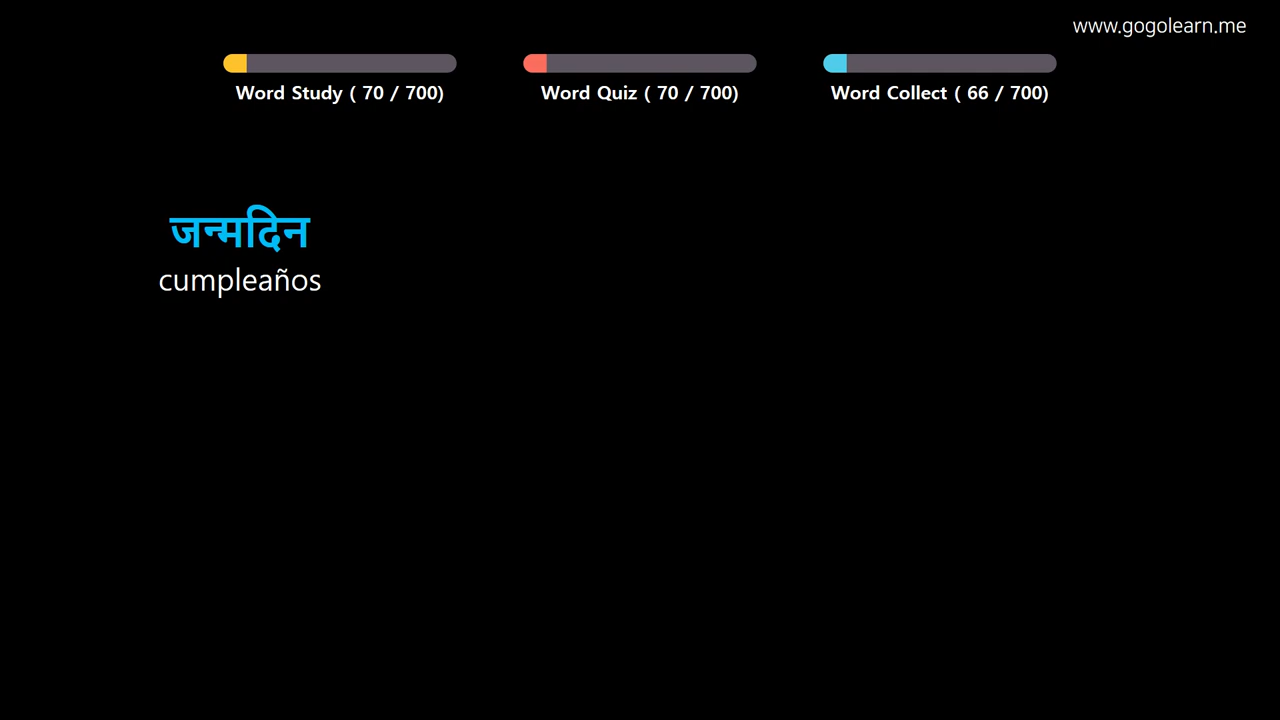 www.gogolearn.me
Word Study ( 70 / 700)
Word Quiz ( 70 / 700)
Word Collect ( 66 / 700)
जन्मदिन
cumpleaños